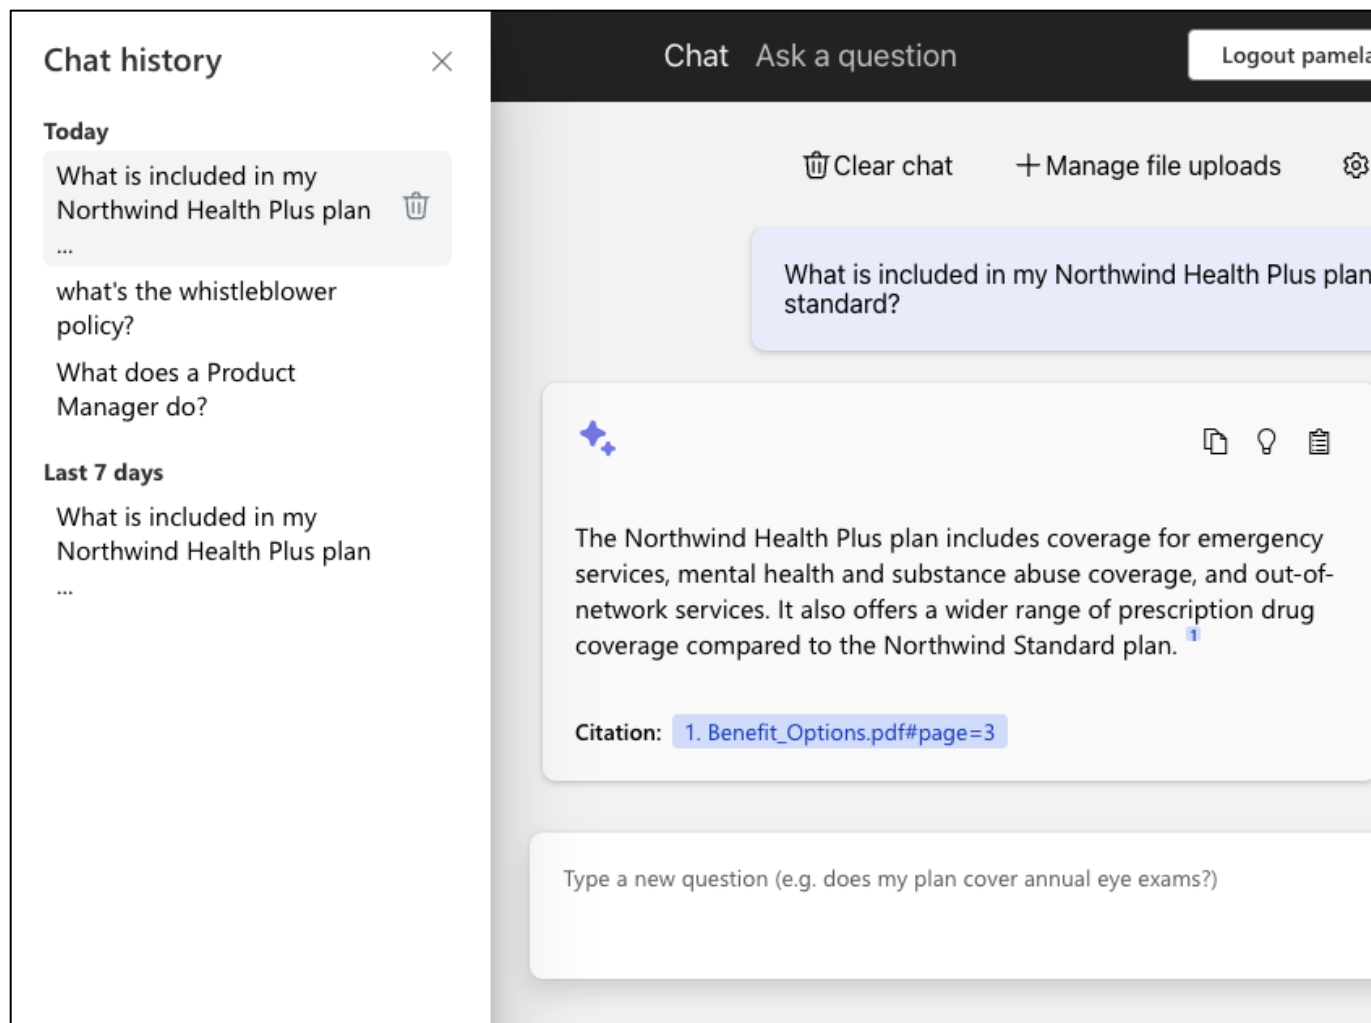 Chat history
Today
What is included in my
Northwind Health Plus plan
...
what's the whistleblower
policy?
What does a Product
Manager do?
Last 7 days
What is included in my
Northwind Health Plus plan
...
Chat Ask a question
Logout pamela
Clear chat
Manage file uploads
What is included in my Northwind Health Plus plan
standard?
The Northwind Health Plus plan includes coverage for emergency
services, mental health and substance abuse coverage, and out-of-
network services. It also offers a wider range of prescription drug
coverage compared to the Northwind Standard plan. 1
Citation: 1. Benefit_Options.pdf#page=3
Type a new question (e.g. does my plan cover annual eye exams?)